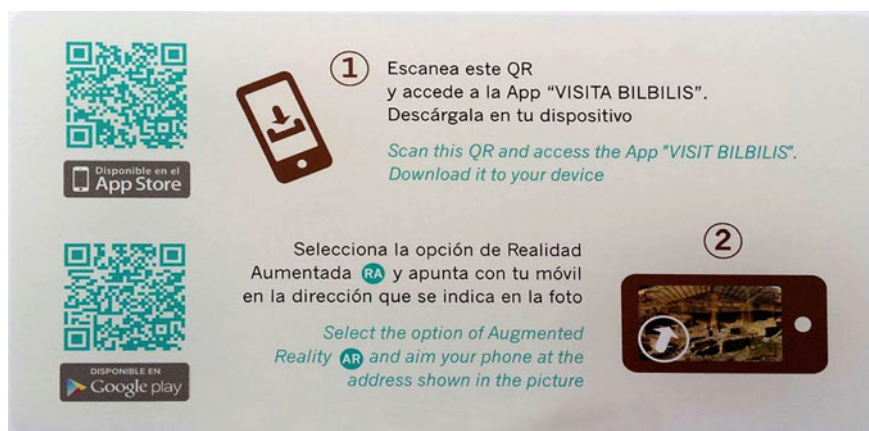 Disponible en el
App Store
1
Escanea este QR
y accede a la App “VISITA BILBILIS”.
Descárgala en tu dispositivo
Scan this QR and access the App "VISIT BILBILIS".
Download it to your device
DISPONIBLE EN
Google play
Selecciona la opción de Realidad
Aumentada RA y apunta con tu móvil
en la dirección que se indica en la foto
Select the option of Augmented
Reality AR and aim your phone at the
address shown in the picture
2